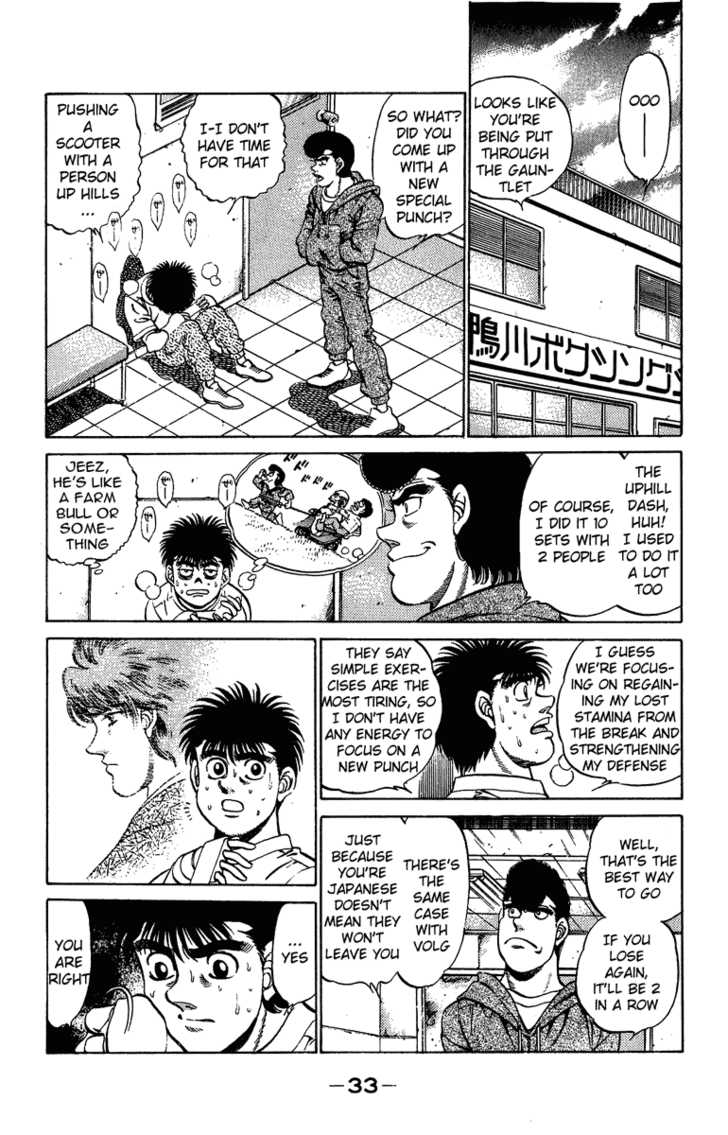 OOO
ー
LOOKS LIKE
YOU'RE
BEING PUT
THROUGH
THE GAUN-
TLET
鴨川ボクシング
SO WHAT?
DID YOU
COME UP
WITH A
NEW
SPECIAL
PUNCH?
I-I DON'T
HAVE TIME
FOR THAT
PUSHING
A
SCOOTER
WITH A
PERSON
UP HILLS
...
THE
UPHILL
DASH,
HUH!
I USED
TO DO IT
A LOT
TOO
OF COURSE,
I DID IT 10
SETS WITH
2 PEOPLE
JEEZ,
HE'S LIKE
A FARM
BULL OR
SOME-
THING
I GUESS
WE'RE FOCUS-
ING ON REGAIN-
ING MY LOST
STAMINA FROM
THE BREAK AND
STRENGTHENING
MY DEFENSE
THEY SAY
SIMPLE EXER-
CISES ARE THE
MOST TIRING, SO
I DON'T HAVE
ANY ENERGY TO
FOCUS ON A
NEW PUNCH
WELL,
THAT'S THE
BEST WAY
TO GO
IF YOU
LOSE
AGAIN,
IT'LL BE 2
IN A ROW
THERE'S
THE
SAME
CASE
WITH
VOLG
JUST
BECAUSE
YOU'RE
JAPANESE
DOESN'T
MEAN THEY
WON'T
LEAVE YOU
...
YES
YOU
ARE
RIGHT
-33-